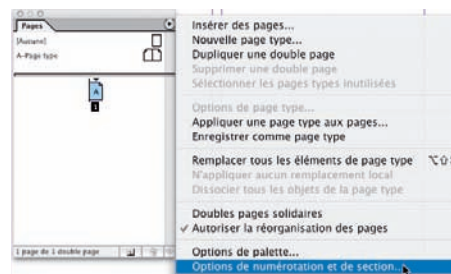 Pages
[Aucune]
A-Page type
A
1
1 page de 1 double page
Insérer des pages...
Nouvelle page type...
Dupliquer une double page
Supprimer une double page
Sélectionner les pages types inutilisées
Options de page type...
Appliquer une page type aux pages...
Enregistrer comme page type
Remplacer tous les éléments de page type
N'appliquer aucun remplacement local
Dissocier tous les objets de la page type
Doubles pages solidaires
✓ Autoriser la réorganisation des pages
Options de palette...
Options de numérotation et de section...